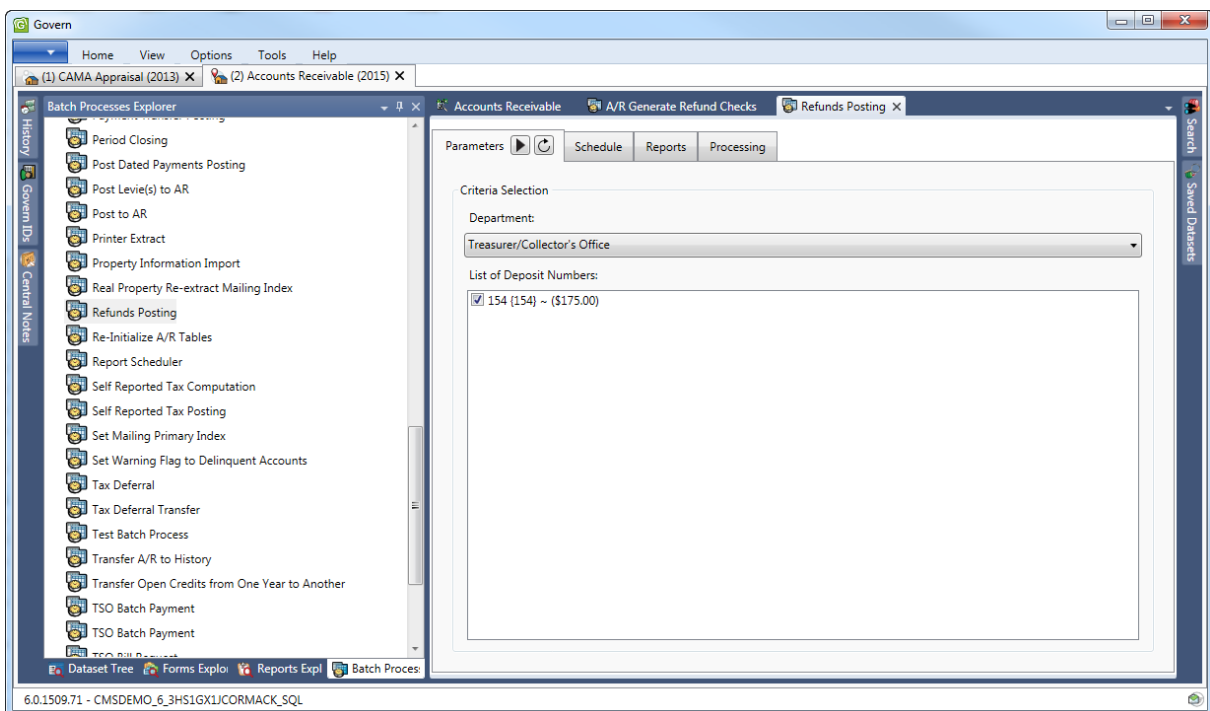 Govern
Home View Options Tools Help
(1) CAMA Appraisal (2013) (2) Accounts Receivable (2015)
History
Govern IDs
Central Notes
Batch Processes Explorer
Period Closing
Post Dated Payments Posting
Post Levie(s) to AR
Post to AR
Printer Extract
Property Information Import
Real Property Re-extract Mailing Index
Refunds Posting
Re-Initialize A/R Tables
Report Scheduler
Self Reported Tax Computation
Self Reported Tax Posting
Set Mailing Primary Index
Set Warning Flag to Delinquent Accounts
Tax Deferral
Tax Deferral Transfer
Test Batch Process
Transfer A/R to History
Transfer Open Credits from One Year to Another
TSO Batch Payment
TSO Batch Payment
Dataset Tree Forms Explo Reports Expl Batch Proces
Accounts Receivable A/R Generate Refund Checks Refunds Posting
Parameters Schedule Reports Processing
Criteria Selection
Department:
Treasurer/Collector's Office
List of Deposit Numbers:
154 {154} ~ ($175.00)
Search
Saved Datasets
6.0.1509.71 - CMSDEMO_6_3HS1GX1JCORMACK_SQL